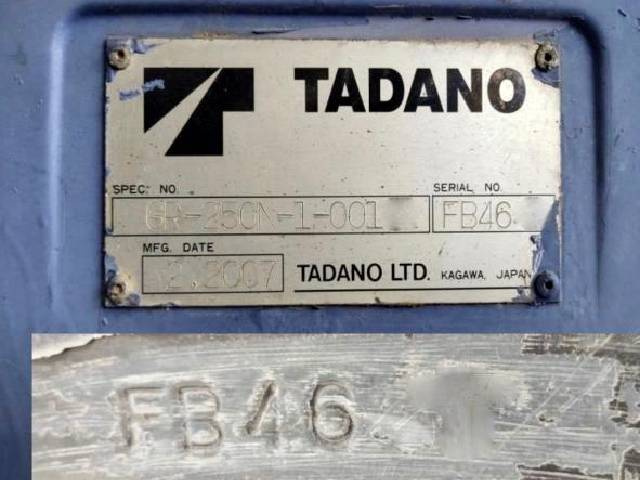 TADANO
SPEC. NO.
GR-250N-1-001
SERIAL NO.
FB46
MFG. DATE
2.2007
TADANO LTD. KAGAWA, JAPAN
FB46